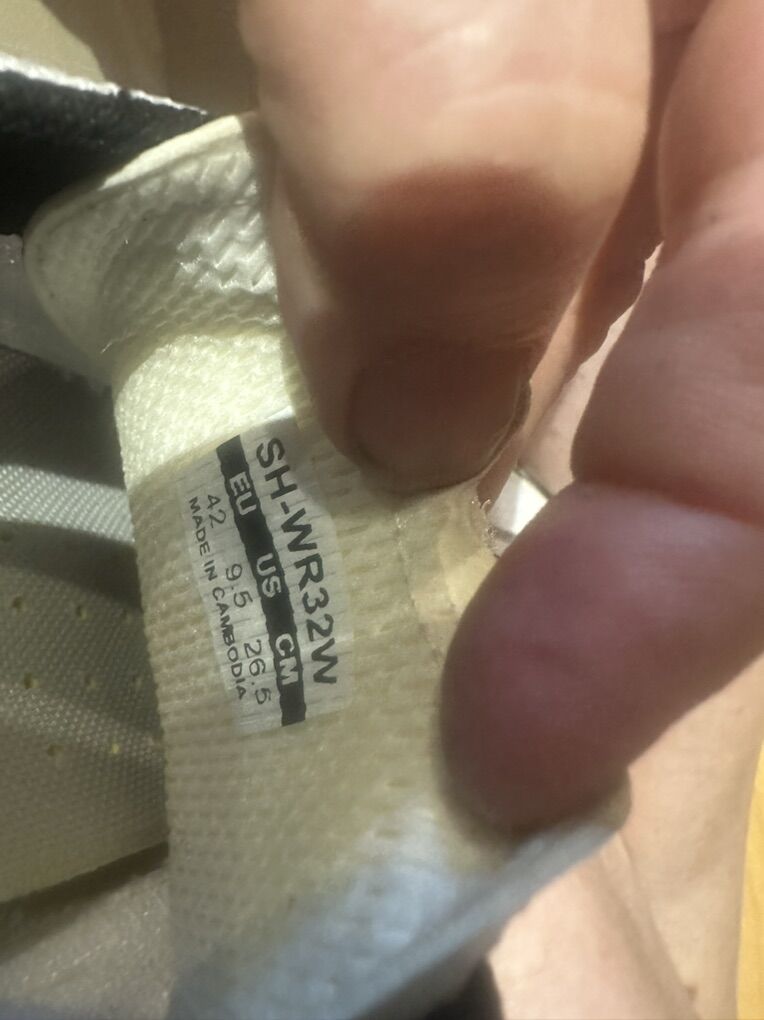 SH-WR32W
EU US CM
42 9.5 26.5
MADE IN CAMBODIA